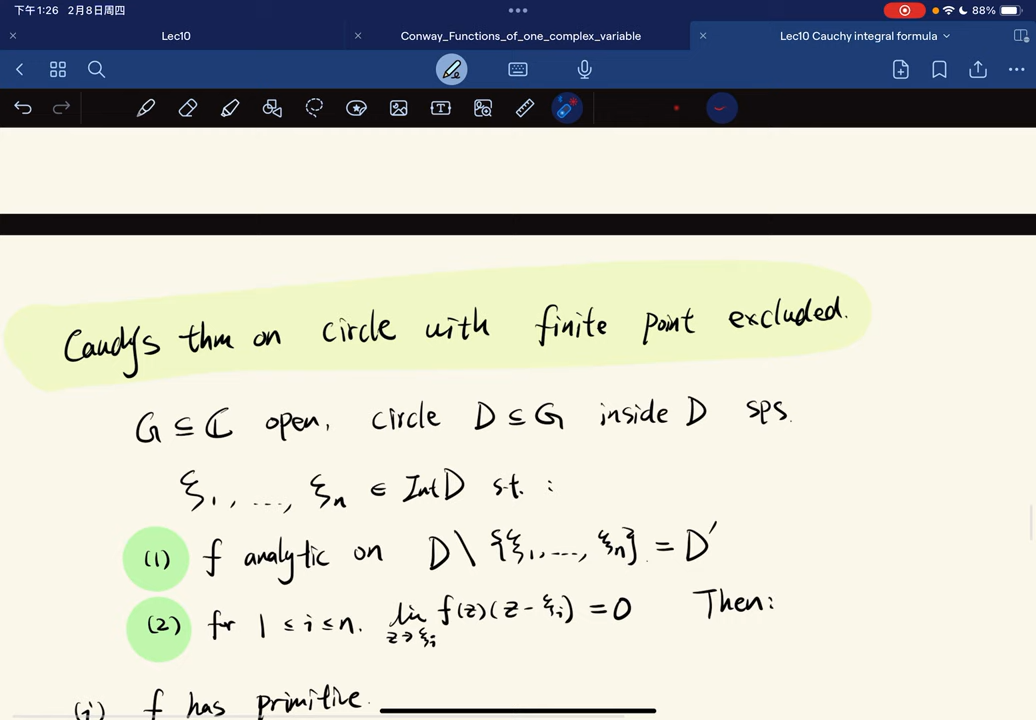 下午1:26 2月8日周四
88%
Lec10
Conway_Functions_of_one_complex_variable
Lec10 Cauchy integral formula
Cauchy's thm on circle with finite point excluded.
G ⊆ ℂ open, circle D ⊆ G inside D sps.
ξ₁, ..., ξₙ ∈ Int D st. :
(1) f analytic on D \ {ξ₁, ..., ξₙ} = D'
(2) for 1 ≤ i ≤ n. lim f(z)(z - ξᵢ) = 0 Then:
z→ξᵢ
(i) f has primitive.